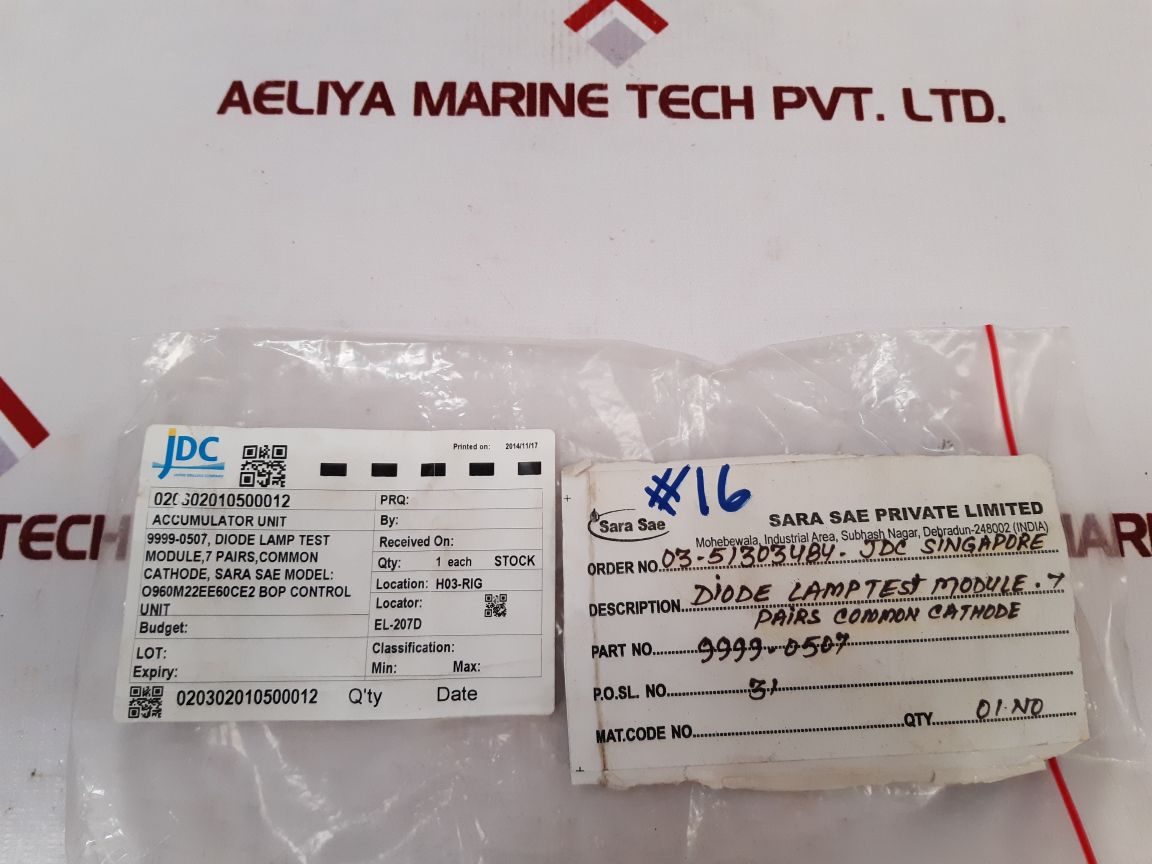 AELIYA MARINE TECH PVT. LTD.
TECH
AR
JDC
Printed on: 2014/11/17
020302010500012
ACCUMULATOR UNIT
9999-0507, DIODE LAMP TEST
MODULE,7 PAIRS,COMMON
CATHODE, SARA SAE MODEL:
O960M22EE60CE2 BOP CONTROL
UNIT
Budget:
LOT:
Expiry:
PRQ:
By:
Received On:
Qty: 1 each STOCK
Location: H03-RIG
Locator:
EL-207D
Classification:
Min: Max:
020302010500012 Q'ty Date
#16
Sara Sae
SARA SAE PRIVATE LIMITED
Mohebewala, Industrial Area, Subhash Nagar, Debradun-248002 (INDIA)
ORDER NO. 03-51303484. JDC SINGAPORE
DESCRIPTION. DIODE LAMP TEST MODULE. 7
PAIRS COMMON CATHODE
PART NO. 9999-0507
P.O.SL. NO. 31
MAT.CODE NO. QTY. 01 NO